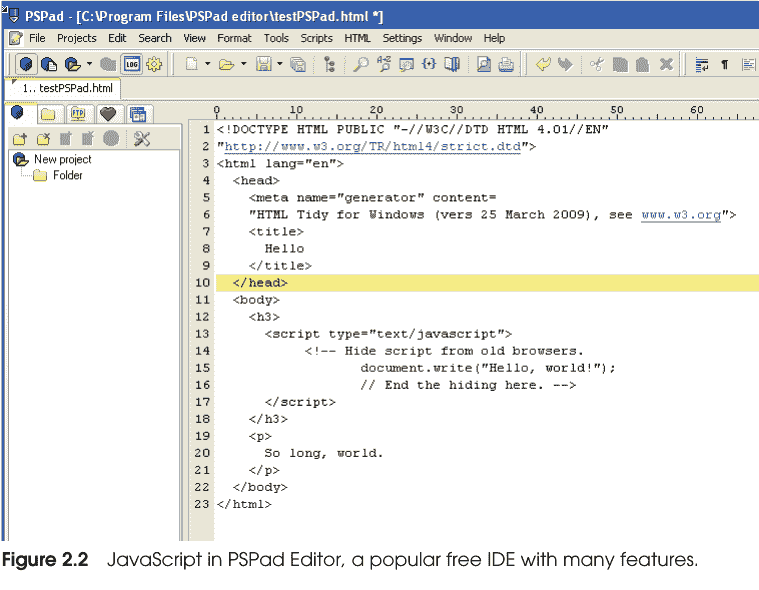 PSPad - [C:\Program Files\PSPad editor\testPSPad.html *]
File Projects Edit Search View Format Tools Scripts HTML Settings Window Help
LOG
1.. testPSPad.html
FTP
New project
Folder
0 10 20 30 40 50 60
1 <!DOCTYPE HTML PUBLIC "-//W3C//DTD HTML 4.01//EN"
2 "http://www.w3.org/TR/html4/strict.dtd">
3 <html lang="en">
4 <head>
5 <meta name="generator" content=
6 "HTML Tidy for Windows (vers 25 March 2009), see www.w3.org">
7 <title>
8 Hello
9 </title>
10 </head>
11 <body>
12 <h3>
13 <script type="text/javascript">
14 <!-- Hide script from old browsers.
15 document.write("Hello, world!");
16 // End the hiding here. -->
17 </script>
18 </h3>
19 <p>
20 So long, world.
21 </p>
22 </body>
23 </html>
Figure 2.2 JavaScript in PSPad Editor, a popular free IDE with many features.